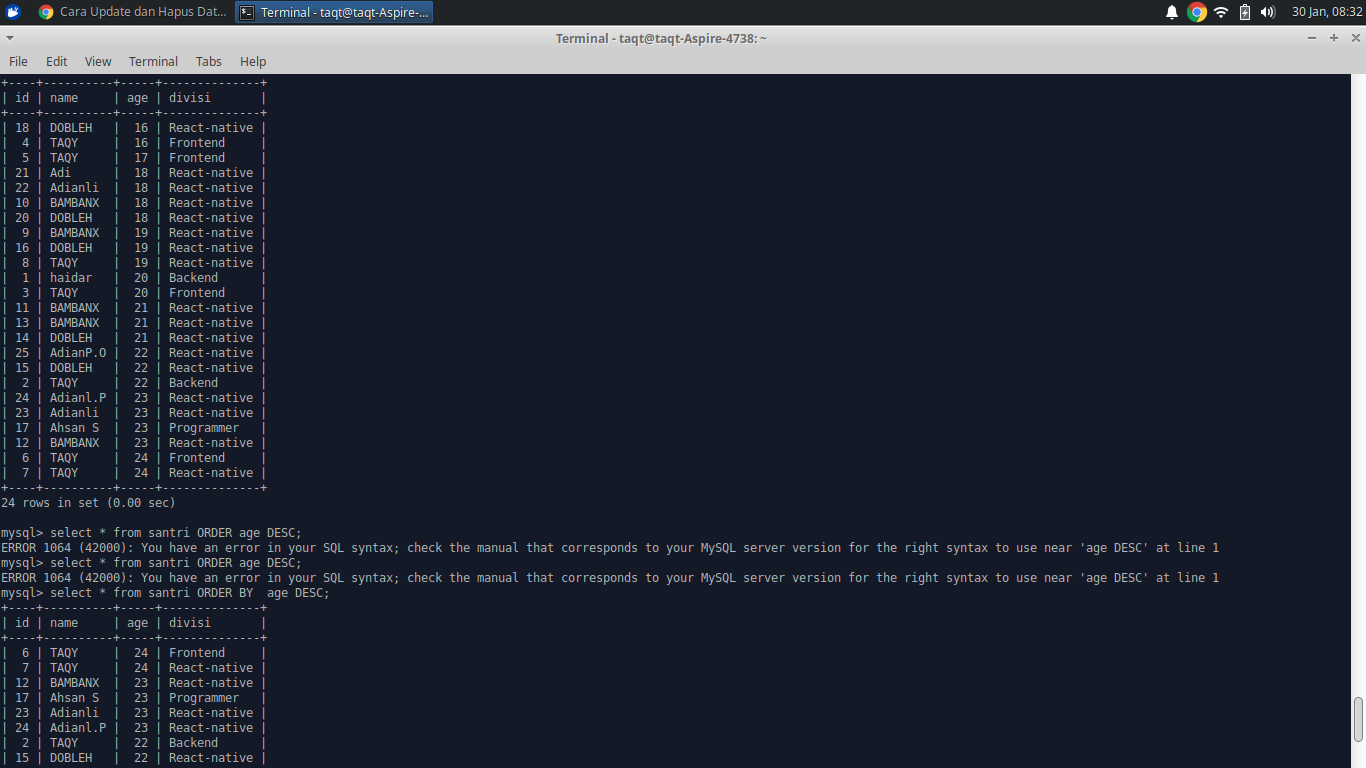 Cara Update dan Hapus Dat... Terminal - taqt@taqt-Aspire-... 30 Jan, 08:32
Terminal - taqt@taqt-Aspire-4738: ~
File Edit View Terminal Tabs Help
+----+----------+-----+--------------+
| id | name     | age | divisi       |
+----+----------+-----+--------------+
| 18 | DOBLEH   |  16 | React-native |
|  4 | TAQY     |  16 | Frontend     |
|  5 | TAQY     |  17 | Frontend     |
| 21 | Adi      |  18 | React-native |
| 22 | Adianli  |  18 | React-native |
| 10 | BAMBANX  |  18 | React-native |
| 20 | DOBLEH   |  18 | React-native |
|  9 | BAMBANX  |  19 | React-native |
| 16 | DOBLEH   |  19 | React-native |
|  8 | TAQY     |  19 | React-native |
|  1 | haidar   |  20 | Backend      |
|  3 | TAQY     |  20 | Frontend     |
| 11 | BAMBANX  |  21 | React-native |
| 13 | BAMBANX  |  21 | React-native |
| 14 | DOBLEH   |  21 | React-native |
| 25 | AdianP.O |  22 | React-native |
| 15 | DOBLEH   |  22 | React-native |
|  2 | TAQY     |  22 | Backend      |
| 24 | Adianl.P |  23 | React-native |
| 23 | Adianli  |  23 | React-native |
| 17 | Ahsan S  |  23 | Programmer   |
| 12 | BAMBANX  |  23 | React-native |
|  6 | TAQY     |  24 | Frontend     |
|  7 | TAQY     |  24 | React-native |
+----+----------+-----+--------------+
24 rows in set (0.00 sec)
mysql> select * from santri ORDER age DESC;
ERROR 1064 (42000): You have an error in your SQL syntax; check the manual that corresponds to your MySQL server version for the right syntax to use near 'age DESC' at line 1
mysql> select * from santri ORDER age DESC;
ERROR 1064 (42000): You have an error in your SQL syntax; check the manual that corresponds to your MySQL server version for the right syntax to use near 'age DESC' at line 1
mysql> select * from santri ORDER BY  age DESC;
+----+----------+-----+--------------+
| id | name     | age | divisi       |
+----+----------+-----+--------------+
|  6 | TAQY     |  24 | Frontend     |
|  7 | TAQY     |  24 | React-native |
| 12 | BAMBANX  |  23 | React-native |
| 17 | Ahsan S  |  23 | Programmer   |
| 23 | Adianli  |  23 | React-native |
| 24 | Adianl.P |  23 | React-native |
|  2 | TAQY     |  22 | Backend      |
| 15 | DOBLEH   |  22 | React-native |